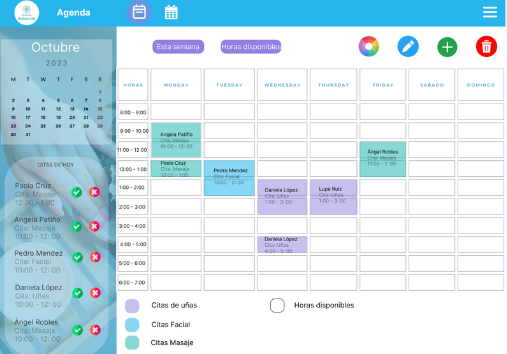 Agenda
Octubre
2023
M T W T F S S
1
2 3 4 5 6 7 8
9 10 11 12 13 14 15
16 17 18 19 20 21 22
23 24 25 26 27 28 29
30 31
CITAS DE HOY
Paola Cruz
Cita: Masaje
12:00 - 1:00
Angela Patiño
Cita: Masaje
10:00 - 12: 00
Pedro Mendez
Cita: Facial
12:00 - 2: 00
Daniela López
Cita: Uñas
10:00 - 12: 00
Ángel Robles
Cita: Masaje
10:00 - 12: 00
Esta semana
Horas disponibles
HORAS MONDAY TUESDAY WEDNESDAY THURSDAY FRIDAY SABADO DOMINGO
8:00 - 9:00
9:00 - 10:00
11:00 - 12:00
12:00 - 1:00
1:00 - 2:00
2:00 - 3:00
3:00 - 4:00
4:00 - 5:00
5:00 - 6:00
6:00 - 7:00
Angela Patiño
Cita: Masaje
10:00 - 12: 00
Paola Cruz
Cita: Masaje
12:00 - 1:00
Pedro Mendez
Cita: Facial
Daniela López
Cita: Uñas
1:00 - 3: 00
Lupe Ruiz
Cita: Uñas
1:00 - 3: 00
Ángel Robles
Cita: Masaje
Daniela López
Cita: Uñas
4:00 - 5: 00
Citas de uñas
Horas disponibles
Citas Facial
Citas Masaje